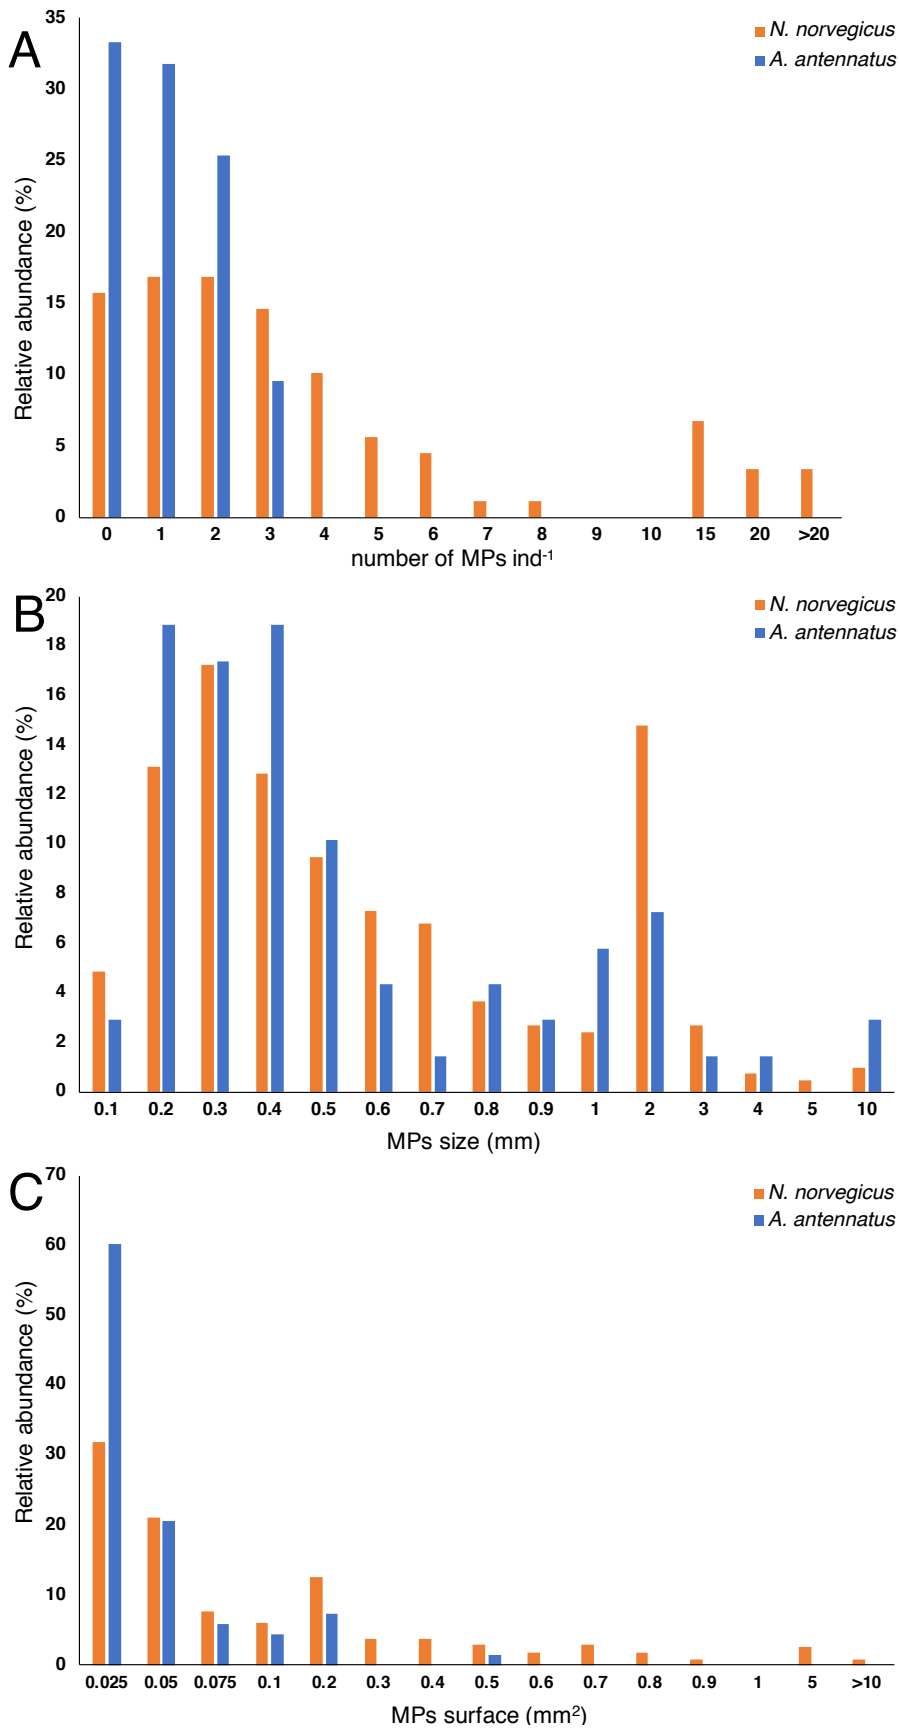 A
N. norvegicus
A. antennatus
35
30
25
20
15
10
5
0
Relative abundance (%)
0 1 2 3 4 5 6 7 8 9 10 15 20 >20
number of MPs ind⁻¹
B
N. norvegicus
A. antennatus
20
18
16
14
12
10
8
6
4
2
0
Relative abundance (%)
0.1 0.2 0.3 0.4 0.5 0.6 0.7 0.8 0.9 1 2 3 4 5 10
MPs size (mm)
C
N. norvegicus
A. antennatus
70
60
50
40
30
20
10
0
Relative abundance (%)
0.025 0.05 0.075 0.1 0.2 0.3 0.4 0.5 0.6 0.7 0.8 0.9 1 5 >10
MPs surface (mm²)